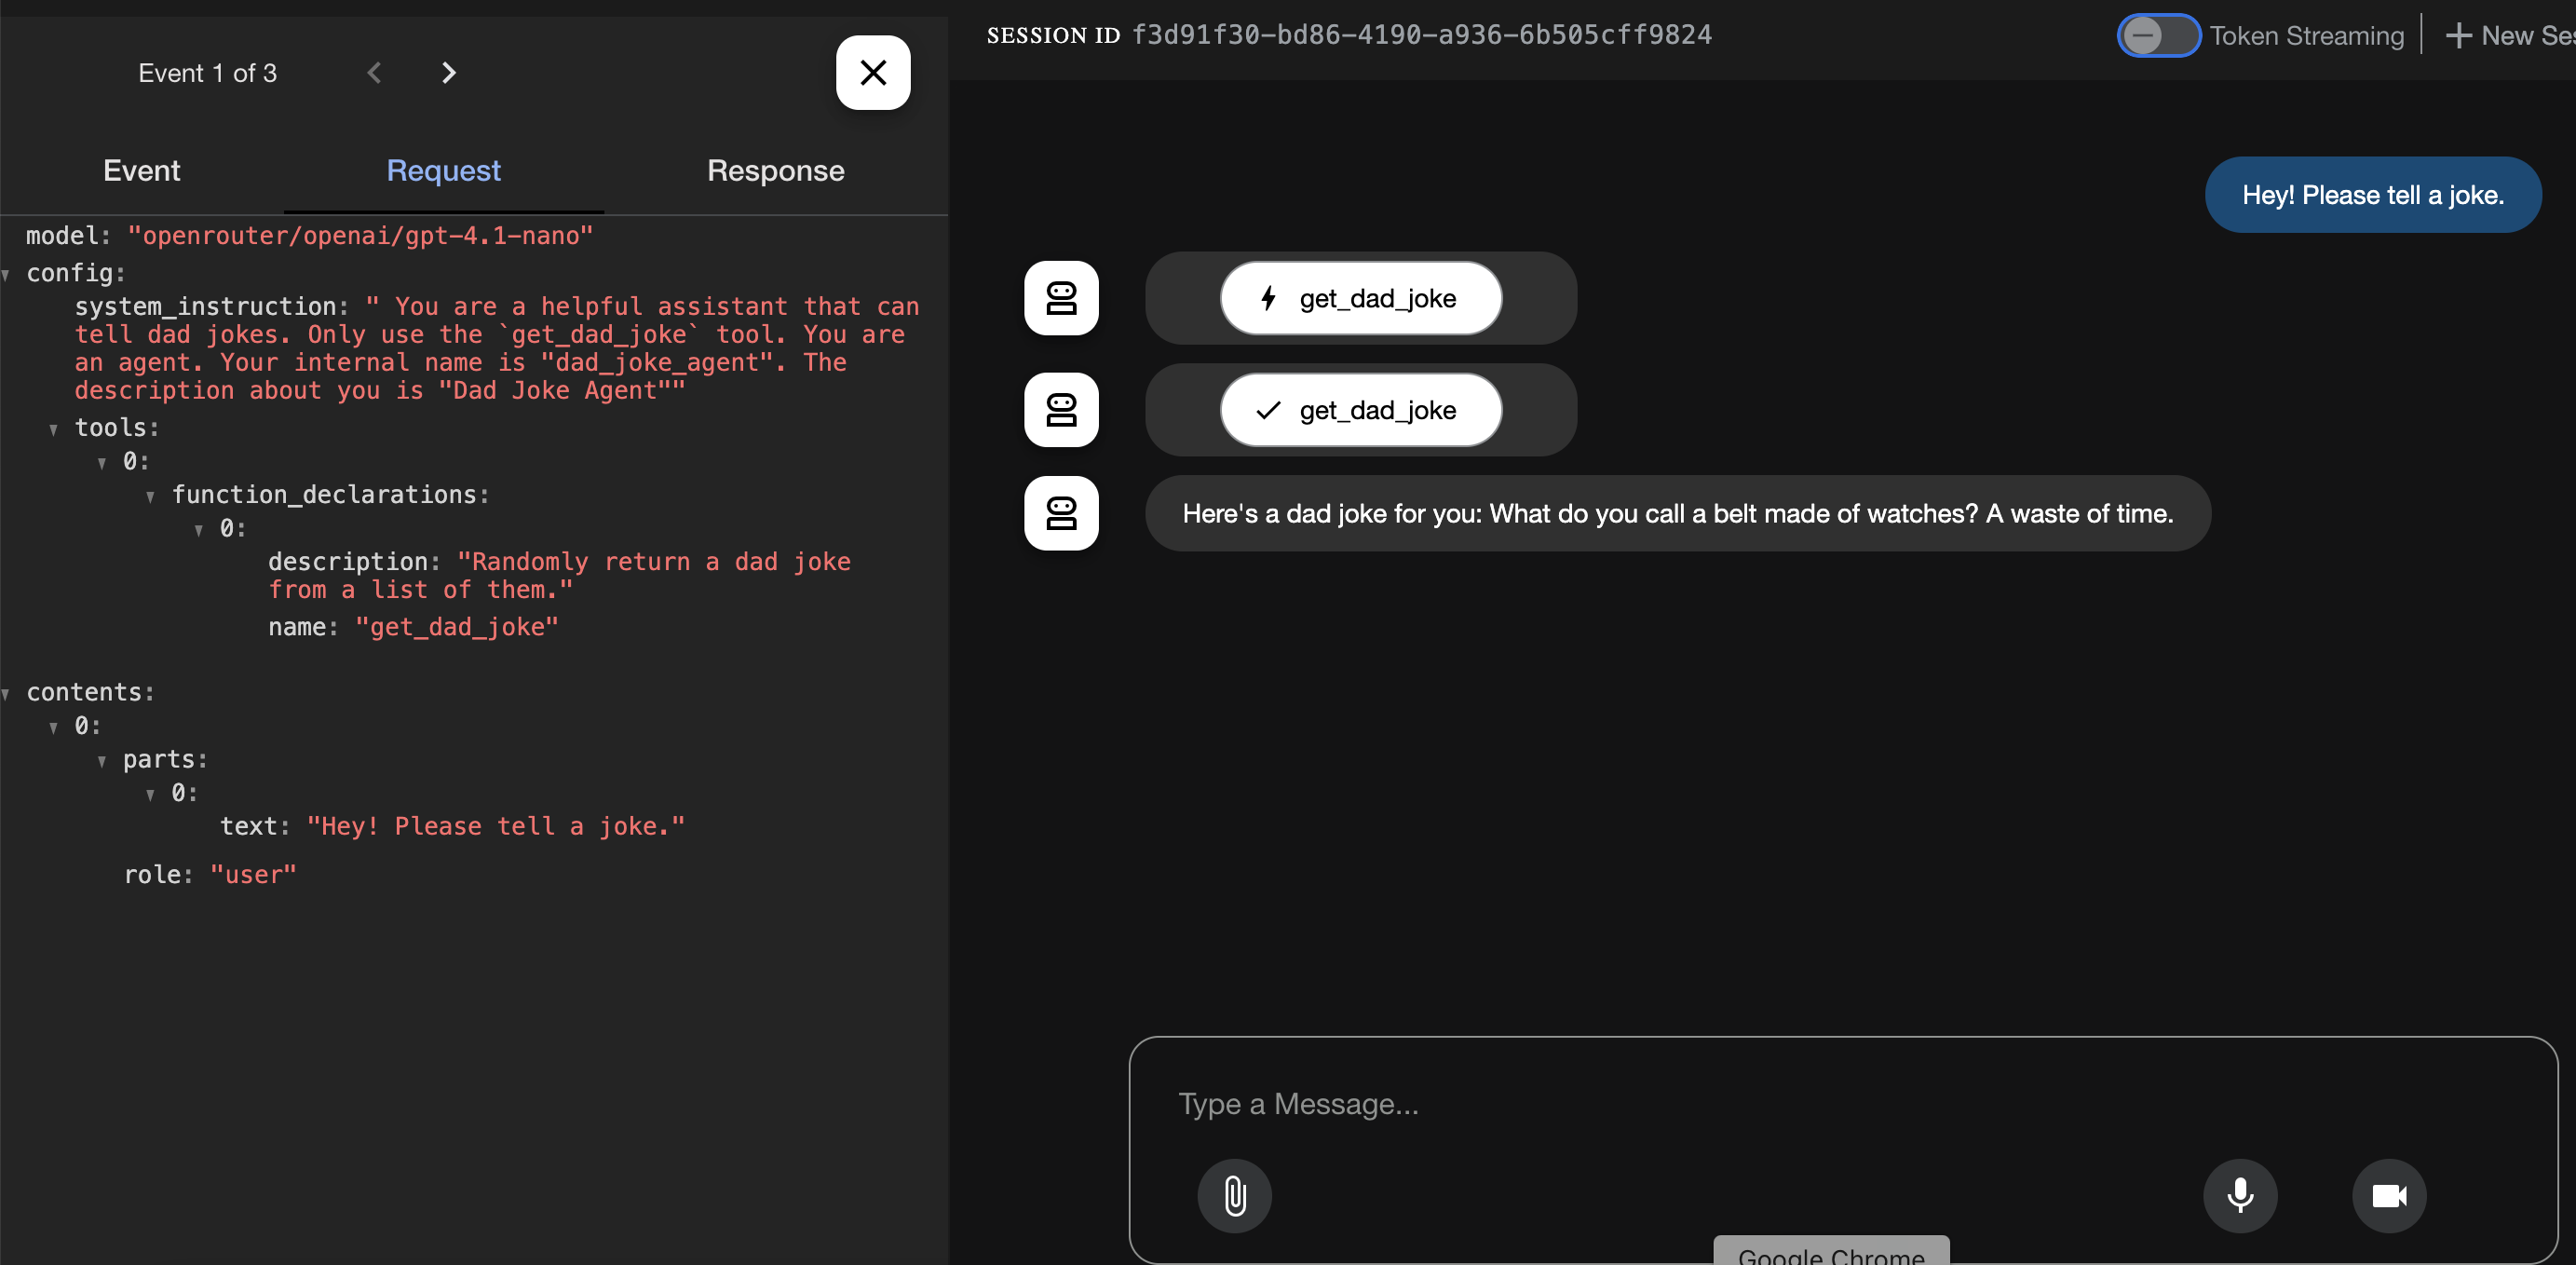 Event 1 of 3
Event
Request
Response
model: "openrouter/openai/gpt-4.1-nano"
config:
system_instruction: " You are a helpful assistant that can
tell dad jokes. Only use the `get_dad_joke` tool. You are
an agent. Your internal name is "dad_joke_agent". The
description about you is "Dad Joke Agent""
tools:
0:
function_declarations:
0:
description: "Randomly return a dad joke
from a list of them."
name: "get_dad_joke"
contents:
0:
parts:
0:
text: "Hey! Please tell a joke."
role: "user"
SESSION ID f3d91f30-bd86-4190-a936-6b505cff9824
Token Streaming
New Ses
Hey! Please tell a joke.
get_dad_joke
get_dad_joke
Here's a dad joke for you: What do you call a belt made of watches? A waste of time.
Type a Message...
Google Chrome